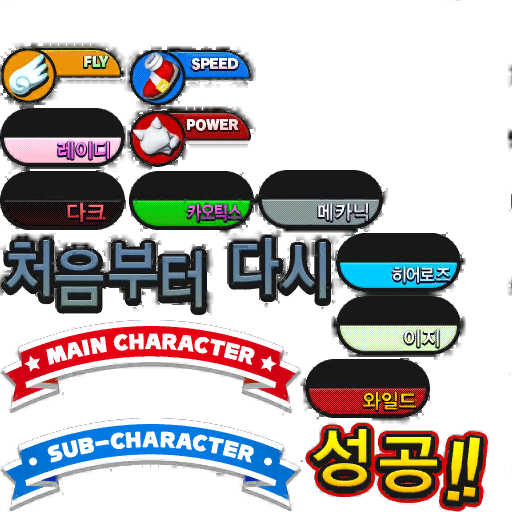 FLY
SPEED
레이디
POWER
다크
카오틱스
메카닉
처음부터 다시
히어로즈
이지
MAIN CHARACTER
와일드
SUB-CHARACTER
성공!!